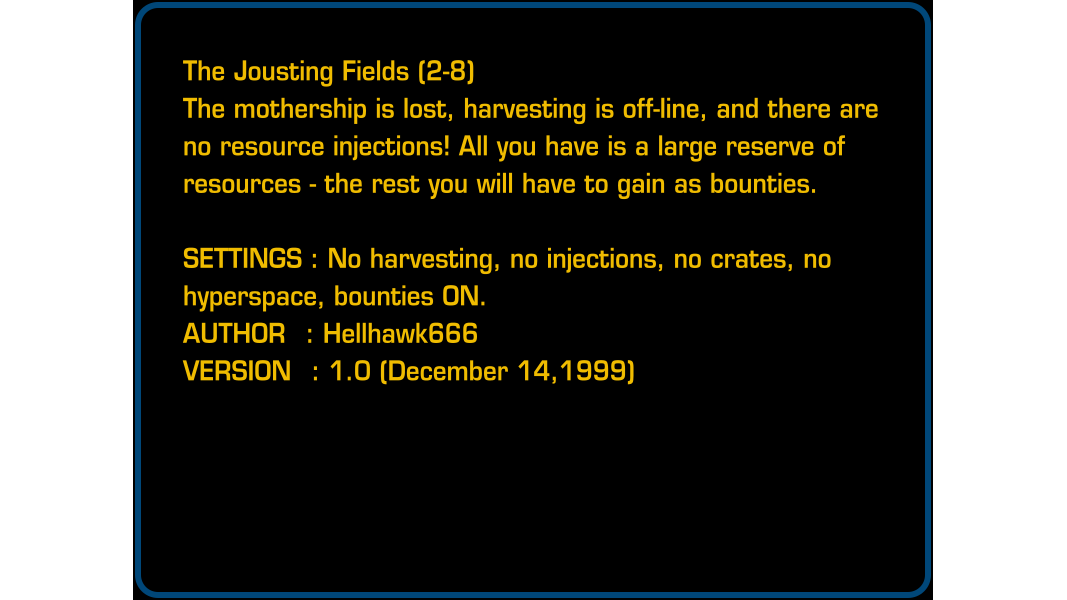 The Jousting Fields (2-8)
The mothership is lost, harvesting is off-line, and there are
no resource injections! All you have is a large reserve of
resources - the rest you will have to gain as bounties.
SETTINGS : No harvesting, no injections, no crates, no
hyperspace, bounties ON.
AUTHOR : Hellhawk666
VERSION : 1.0 (December 14,1999)